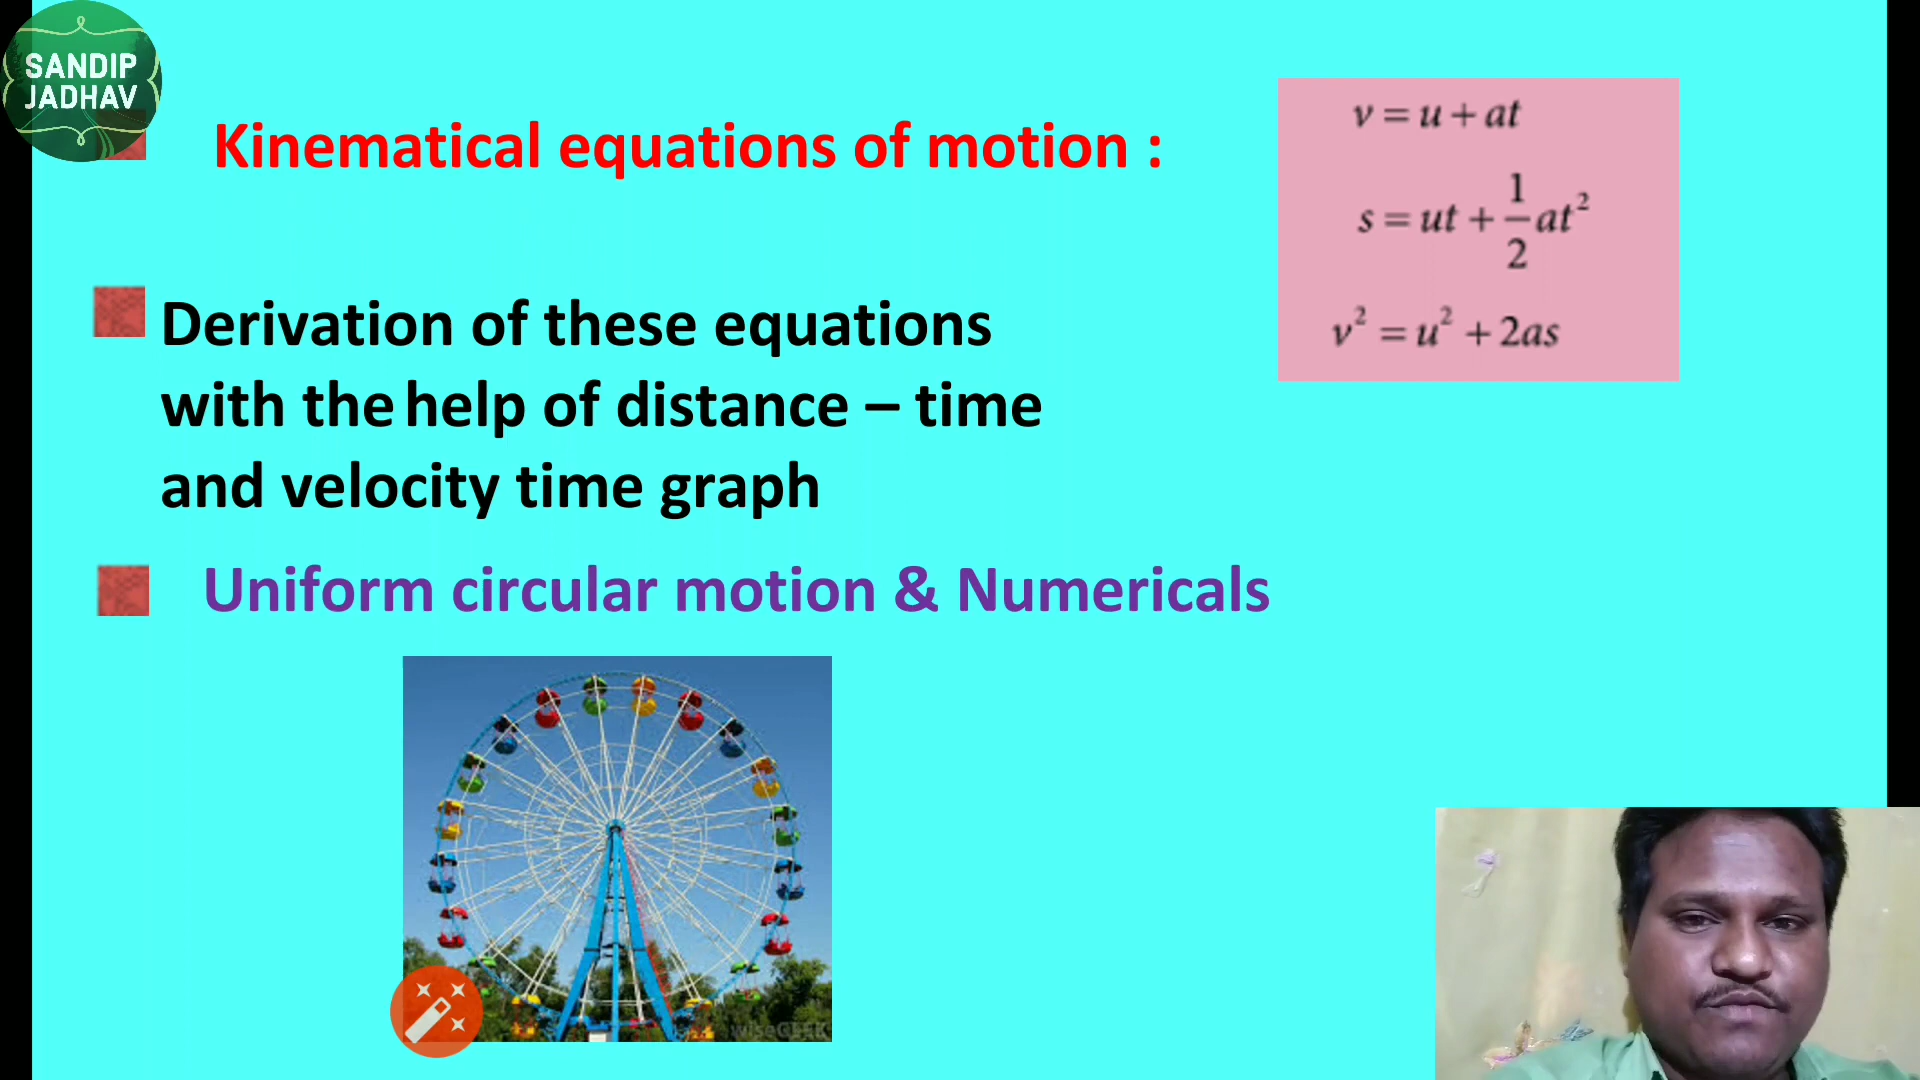 SANDIP
JADHAV
Kinematical equations of motion :
v = u + at
s = ut + 1/2 at²
v² = u² + 2as
Derivation of these equations
with the help of distance – time
and velocity time graph
Uniform circular motion & Numericals
wiseGEEK